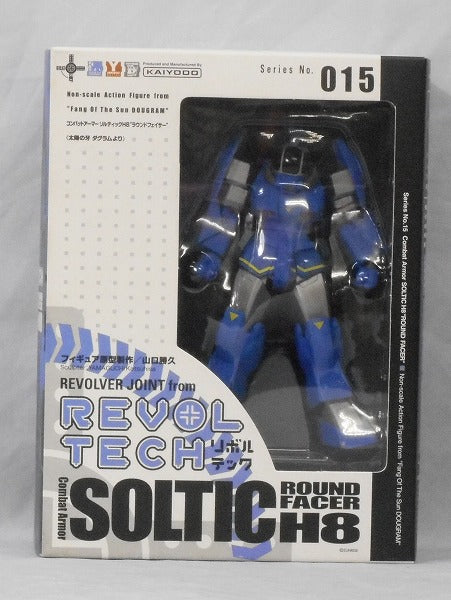 Produced and Manufactured By
KAIYODO
Series No. 015
Non-scale Action Figure from
"Fang Of The Sun DOUGRAM"
コンバットアーマー ソルティックH8"ラウンドフェイサー"
(太陽の牙 ダグラムより)
Series No.15 Combat Armor SOLTIC H8"ROUND FACER" Non-scale Action Figure from "Fang Of The Sun DOUGRAM"
フィギュア原型製作/山口勝久
Sculptor YAMAGUCHI Katsuhisa
REVOLVER JOINT from
REVOL
TECH リボル
テック
Combat Armor
SOLTIC
ROUND
FACER
H8